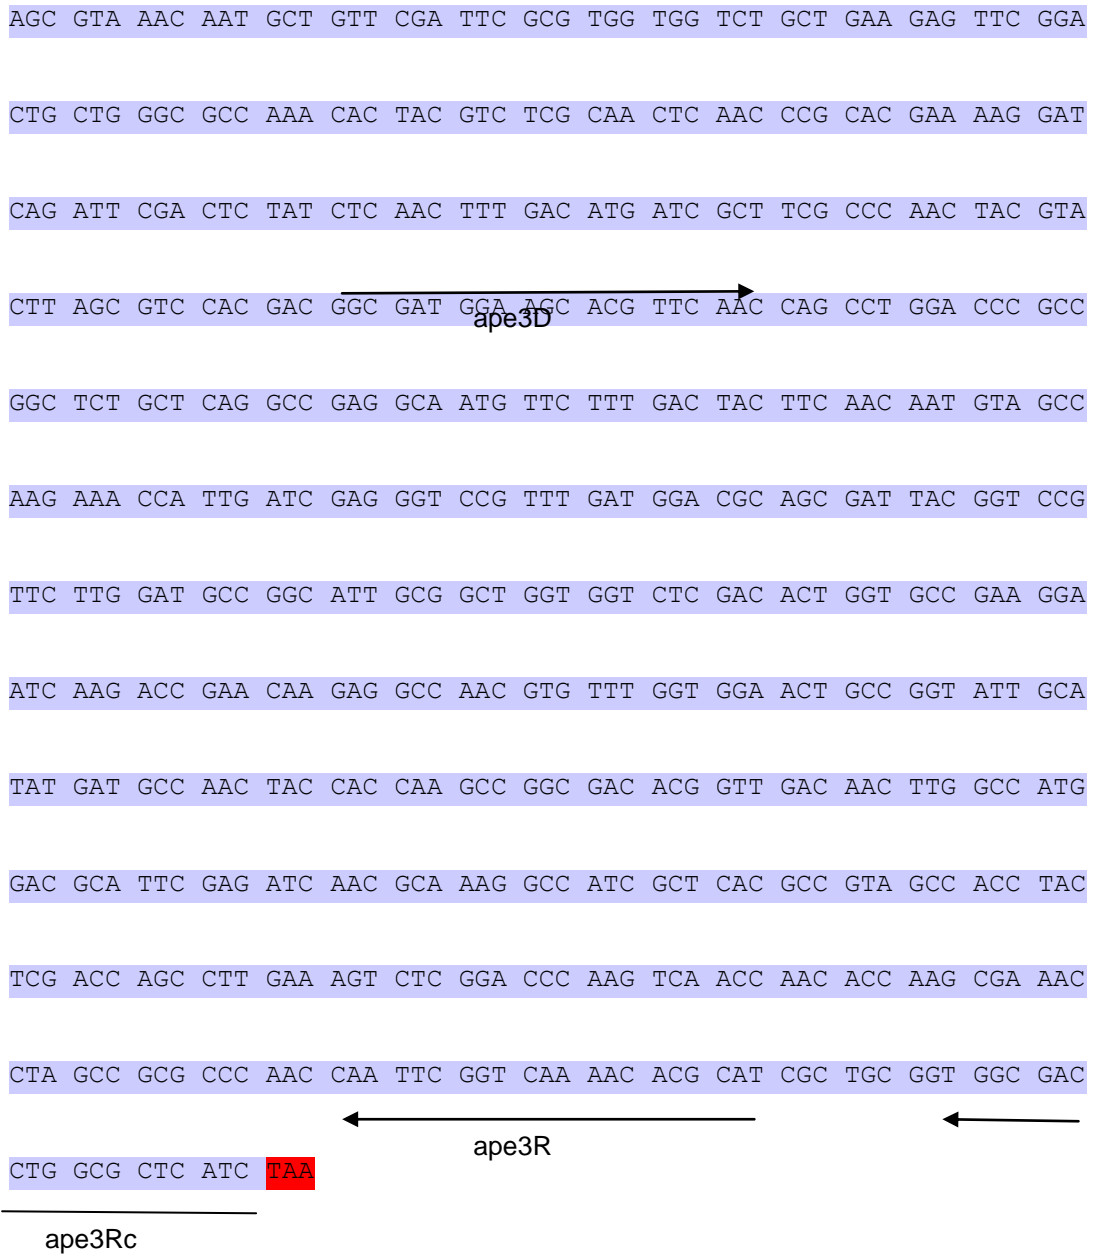 AGC GTA AAC AAT GCT GTT CGA TTC GCG TGG TGG TCT GCT GAA GAG TTC GGA
CTG CTG GGC GCC AAA CAC TAC GTC TCG CAA CTC AAC CCG CAC GAA AAG GAT
CAG ATT CGA CTC TAT CTC AAC TTT GAC ATG ATC GCT TCG CCC AAC TAC GTA
CTT AGC GTC CAC GAC GGC GAT GGA AGC ACG TTC AAC CAG CCT GGA CCC GCC
ape3D
GGC TCT GCT CAG GCC GAG GCA ATG TTC TTT GAC TAC TTC AAC AAT GTA GCC
AAG AAA CCA TTG ATC GAG GGT CCG TTT GAT GGA CGC AGC GAT TAC GGT CCG
TTC TTG GAT GCC GGC ATT GCG GCT GGT GGT CTC GAC ACT GGT GCC GAA GGA
ATC AAG ACC GAA CAA GAG GCC AAC GTG TTT GGT GGA ACT GCC GGT ATT GCA
TAT GAT GCC AAC TAC CAC CAA GCC GGC GAC ACG GTT GAC AAC TTG GCC ATG
GAC GCA TTC GAG ATC AAC GCA AAG GCC ATC GCT CAC GCC GTA GCC ACC TAC
TCG ACC AGC CTT GAA AGT CTC GGA CCC AAG TCA ACC AAC ACC AAG CGA AAC
CTA GCC GCG CCC AAC CAA TTC GGT CAA AAC ACG CAT CGC TGC GGT GGC GAC
ape3R
CTG GCG CTC ATC TAA
ape3Rc